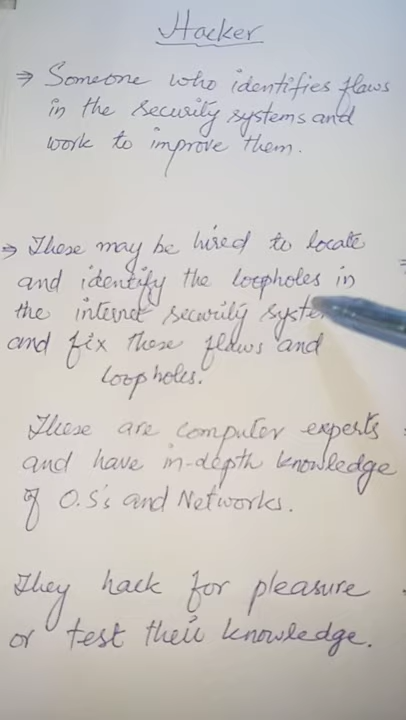 Hacker
⇒ Someone who identifies flaws
in the security systems and
work to improve them.
⇒ These may be hired to locate
and identify the loopholes in
the internet security syste
and fix these flaws and
loopholes.
These are computer experts
and have in-depth knowledge
of O.S's and Networks.
They hack for pleasure
or test their knowledge.